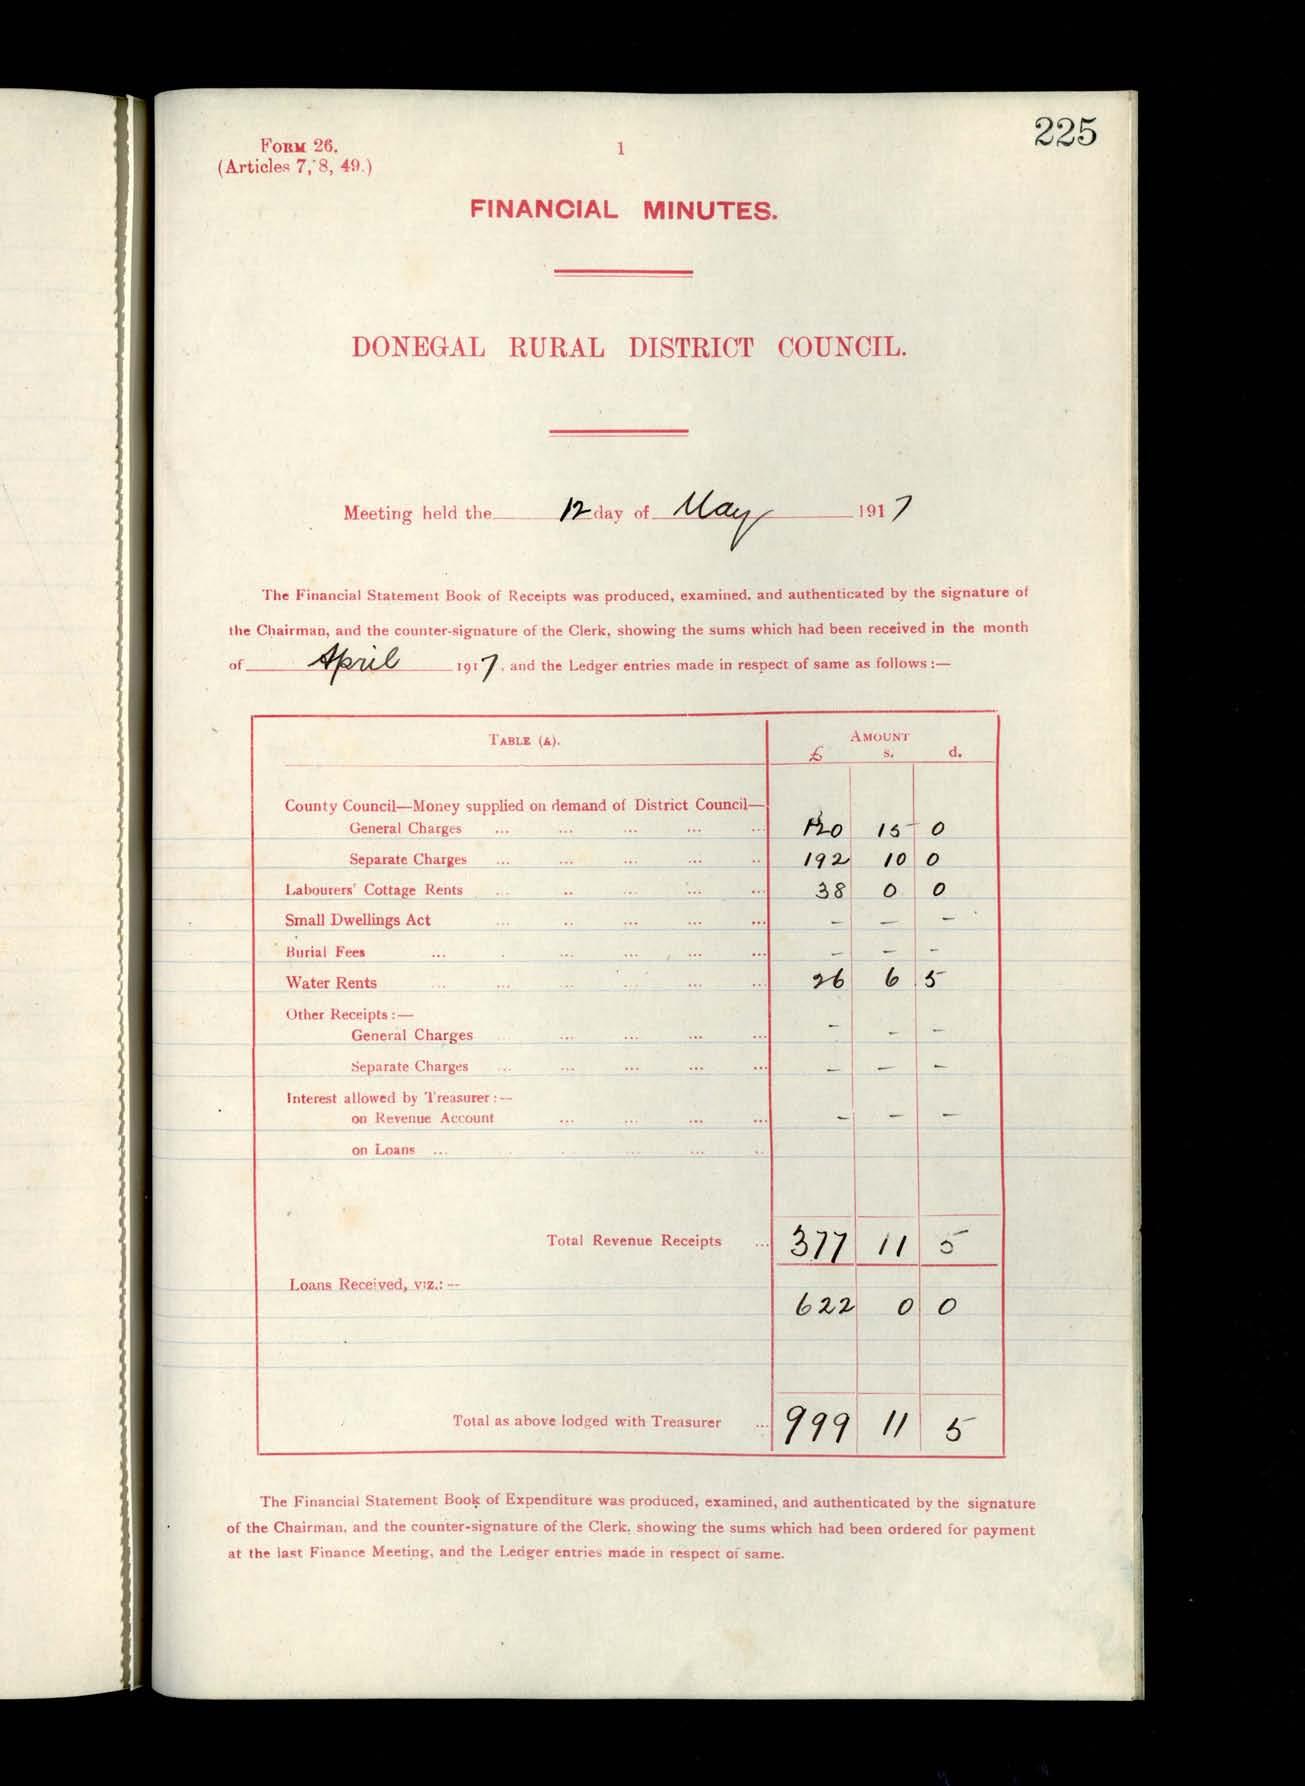 225
FORM 26.
(Articles 7, 8, 49.)
1
FINANCIAL MINUTES.
DONEGAL RURAL DISTRICT COUNCIL.
Meeting held the 12 day of May 1917
The Financial Statement Book of Receipts was produced, examined, and authenticated by the signature of
the Chairman, and the counter-signature of the Clerk, showing the sums which had been received in the month
of April 1917, and the Ledger entries made in respect of same as follows :—
TABLE (A). AMOUNT
£ s. d.
County Council—Money supplied on demand of District Council—
General Charges ... ... ... ... ... 120 15 0
Separate Charges ... ... ... ... .. 192 10 0
Labourers' Cottage Rents ... .. ... ... ... 38 0 0
Small Dwellings Act ... .. ... ... ... – – –
Burial Fees ... . ... ... ... ... – – –
Water Rents ... ... ... ... ... ... 26 6 5
Other Receipts :—
General Charges ... ... ... ... ... – – –
Separate Charges ... ... ... ... ... – – –
Interest allowed by Treasurer :—
on Revenue Account ... ... ... ... – – –
on Loans ... . . ... ... ..
Total Revenue Receipts ... 377 11 5
Loans Received, viz.: —
622 0 0
Total as above lodged with Treasurer ... 999 11 5
The Financial Statement Book of Expenditure was produced, examined, and authenticated by the signature
of the Chairman, and the counter-signature of the Clerk, showing the sums which had been ordered for payment
at the last Finance Meeting, and the Ledger entries made in respect of same.